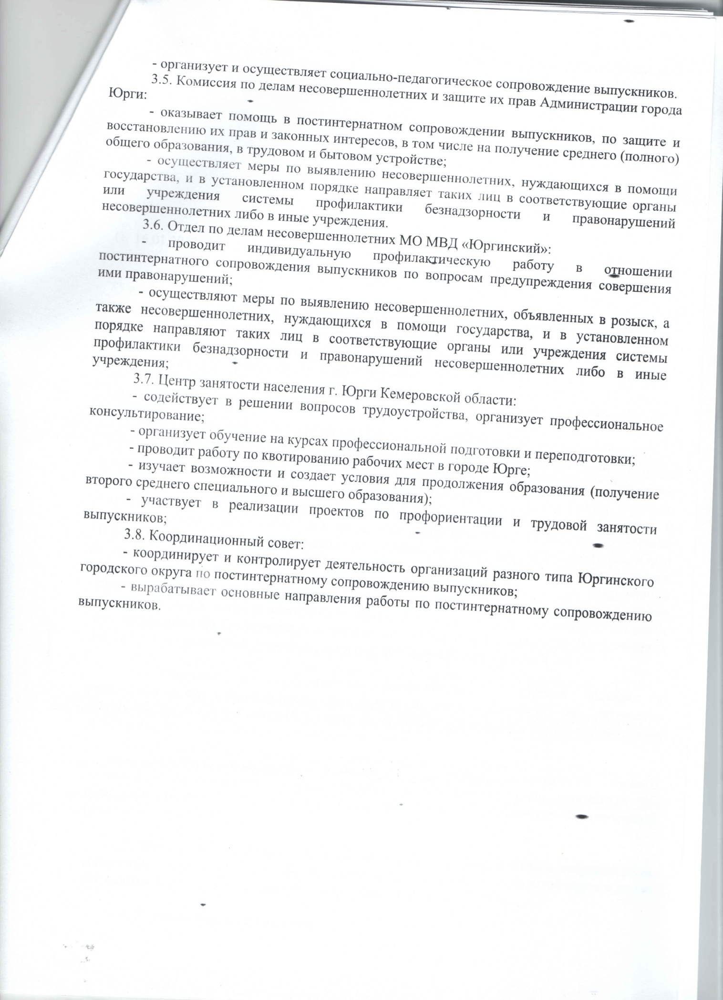 - организует и осуществляет социально-педагогическое сопровождение выпускников.
3.5. Комиссия по делам несовершеннолетних и защите их прав Администрации города
Юрги:
- оказывает помощь в постинтернатном сопровождении выпускников, по защите и
восстановлению их прав и законных интересов, в том числе на получение среднего (полного)
общего образования, в трудовом и бытовом устройстве;
- осуществляет меры по выявлению несовершеннолетних, нуждающихся в помощи
государства, и в установленном порядке направляет таких лиц в соответствующие органы
или учреждения системы профилактики безнадзорности и правонарушений
несовершеннолетних либо в иные учреждения.
3.6. Отдел по делам несовершеннолетних МО МВД «Юргинский»:
- проводит индивидуальную профилактическую работу в отношении
постинтернатного сопровождения выпускников по вопросам предупреждения совершения
ими правонарушений;
- осуществляют меры по выявлению несовершеннолетних, объявленных в розыск, а
также несовершеннолетних, нуждающихся в помощи государства, и в установленном
порядке направляют таких лиц в соответствующие органы или учреждения системы
профилактики безнадзорности и правонарушений несовершеннолетних либо в иные
учреждения;
3.7. Центр занятости населения г. Юрги Кемеровской области:
- содействует в решении вопросов трудоустройства, организует профессиональное
консультирование;
- организует обучение на курсах профессиональной подготовки и переподготовки;
- проводит работу по квотированию рабочих мест в городе Юрге;
- изучает возможности и создает условия для продолжения образования (получение
второго среднего специального и высшего образования);
- участвует в реализации проектов по профориентации и трудовой занятости
выпускников;
3.8. Координационный совет:
- координирует и контролирует деятельность организаций разного типа Юргинского
городского округа по постинтернатному сопровождению выпускников;
- вырабатывает основные направления работы по постинтернатному сопровождению
выпускников.